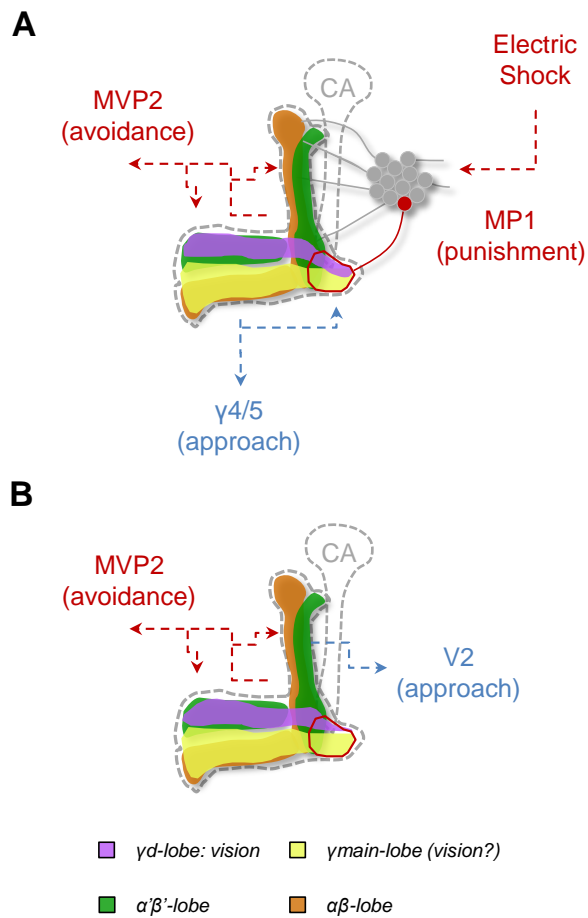 A
Electric
Shock
CA
MVP2
(avoidance)
MP1
(punishment)
γ4/5
(approach)
B
CA
MVP2
(avoidance)
V2
(approach)
γd-lobe: vision
γmain-lobe (vision?)
α'β'-lobe
αβ-lobe